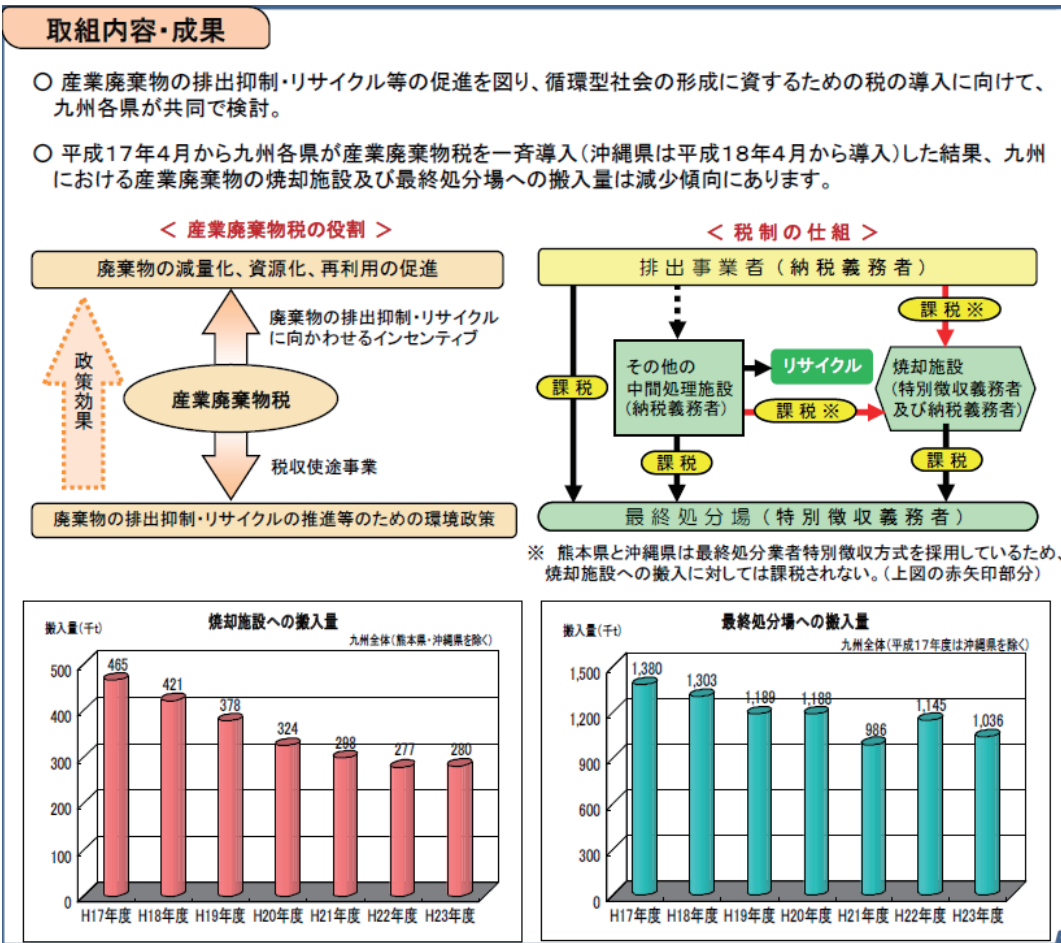 取組内容・成果
○ 産業廃棄物の排出抑制・リサイクル等の促進を図り、循環型社会の形成に資するための税の導入に向けて、
九州各県が共同で検討。
○ 平成17年4月から九州各県が産業廃棄物税を一斉導入(沖縄県は平成18年4月から導入)した結果、九州
における産業廃棄物の焼却施設及び最終処分場への搬入量は減少傾向にあります。
< 産業廃棄物税の役割 >
廃棄物の減量化、資源化、再利用の促進
廃棄物の排出抑制・リサイクル
に向かわせるインセンティブ
政策効果
産業廃棄物税
税収使途事業
廃棄物の排出抑制・リサイクルの推進等のための環境政策
< 税制の仕組 >
排出事業者(納税義務者)
課税※
その他の
中間処理施設
(納税義務者)
リサイクル
焼却施設
(特別徴収義務者
及び納税義務者)
課税
課税※
課税
課税
最終処分場(特別徴収義務者)
※ 熊本県と沖縄県は最終処分業者特別徴収方式を採用しているため、
焼却施設への搬入に対しては課税されない。(上図の赤矢印部分)
焼却施設への搬入量
搬入量(千t)
九州全体(熊本県・沖縄県を除く)
500
400
300
200
100
0
465
421
378
324
298
277
280
H17年度 H18年度 H19年度 H20年度 H21年度 H22年度 H23年度
最終処分場への搬入量
搬入量(千t)
九州全体(平成17年度は沖縄県を除く)
1,500
1,200
900
600
300
0
1,380
1,303
1,189
1,188
986
1,145
1,036
H17年度 H18年度 H19年度 H20年度 H21年度 H22年度 H23年度